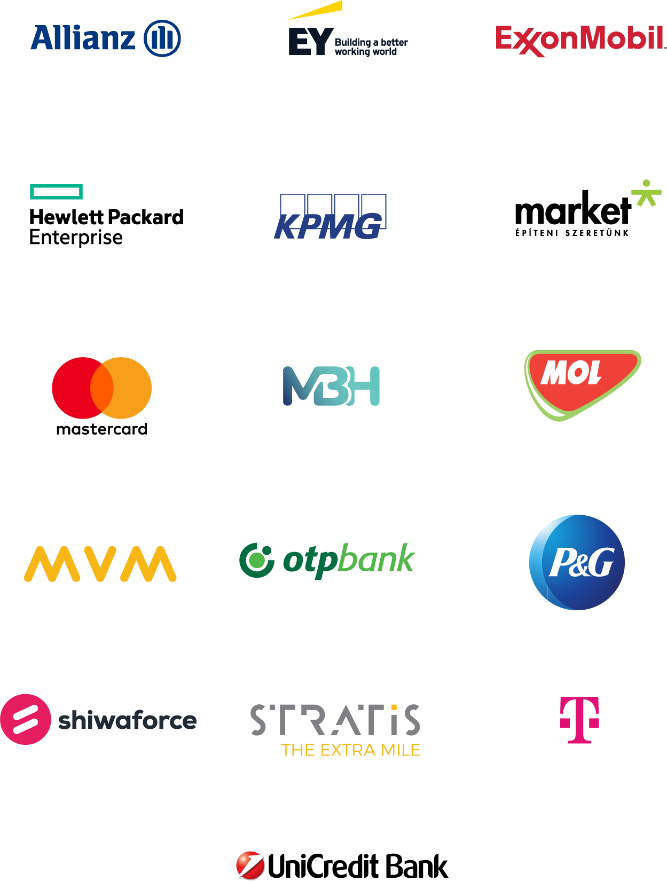 Allianz
EY Building a better
working world
ExxonMobil
Hewlett Packard
Enterprise
KPMG
market
ÉPÍTENI SZERETÜNK
mastercard
MBH
MOL
MVM
otpbank
P&G
shiwaforce
STRATiS
THE EXTRA MILE
T
UniCredit Bank